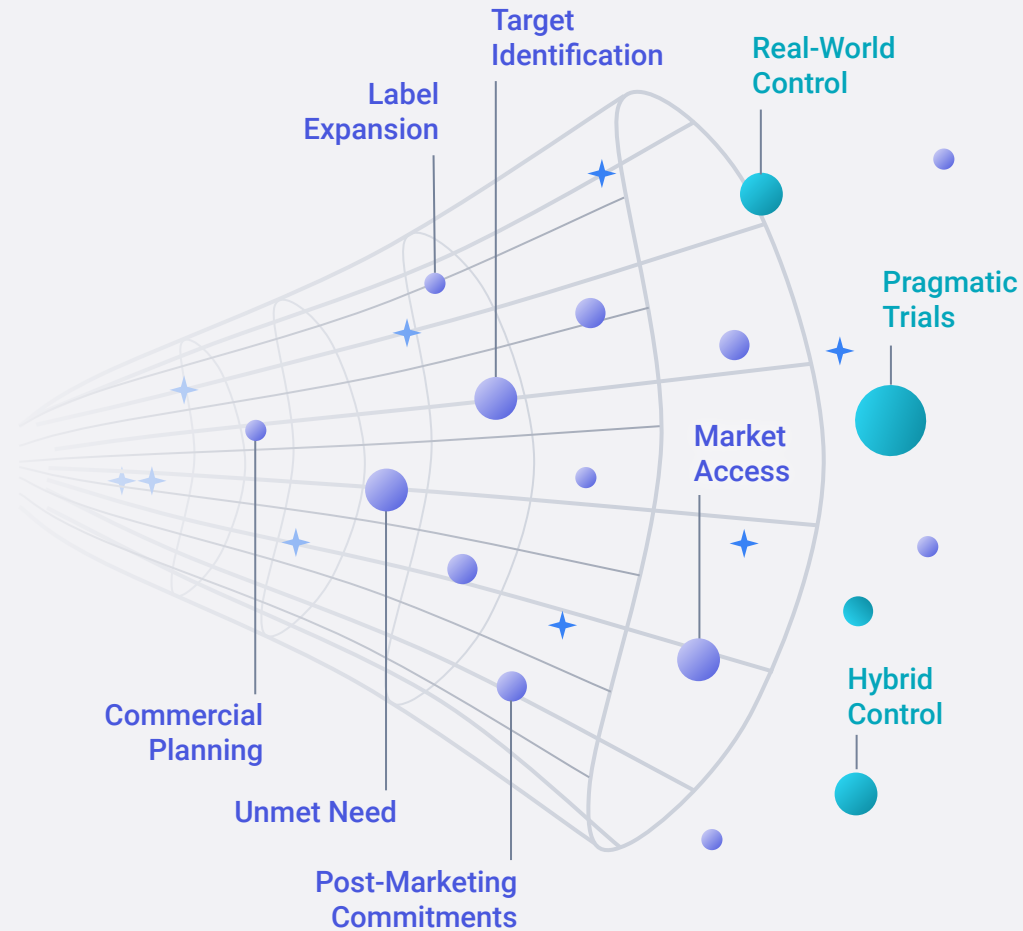 Target
Identification
Real-World
Control
Label
Expansion
Pragmatic
Trials
Market
Access
Hybrid
Control
Commercial
Planning
Unmet Need
Post-Marketing
Commitments